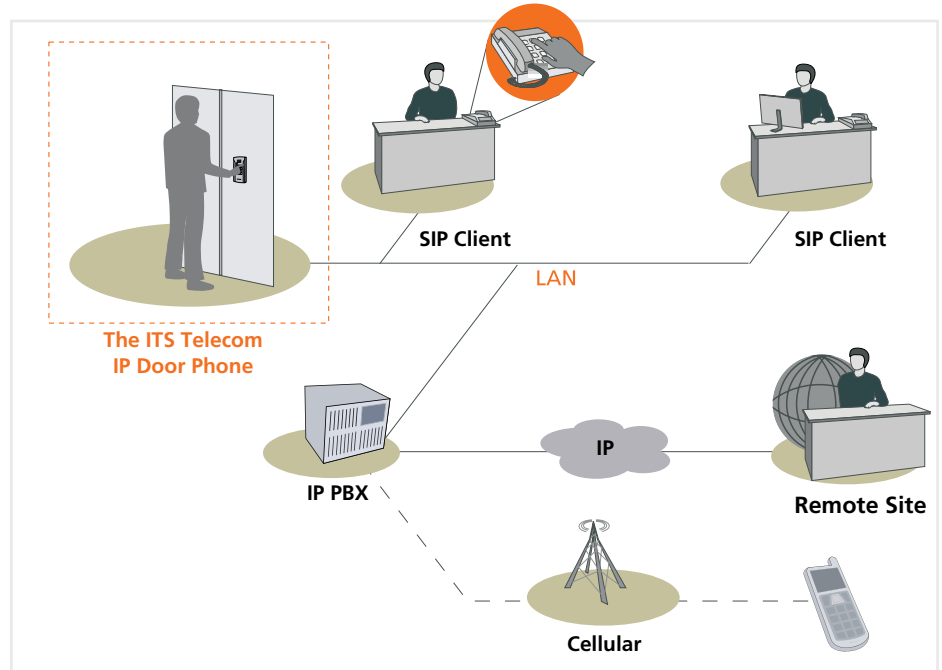 SIP Client
SIP Client
LAN
The ITS Telecom
IP Door Phone
IP
IP PBX
Remote Site
Cellular